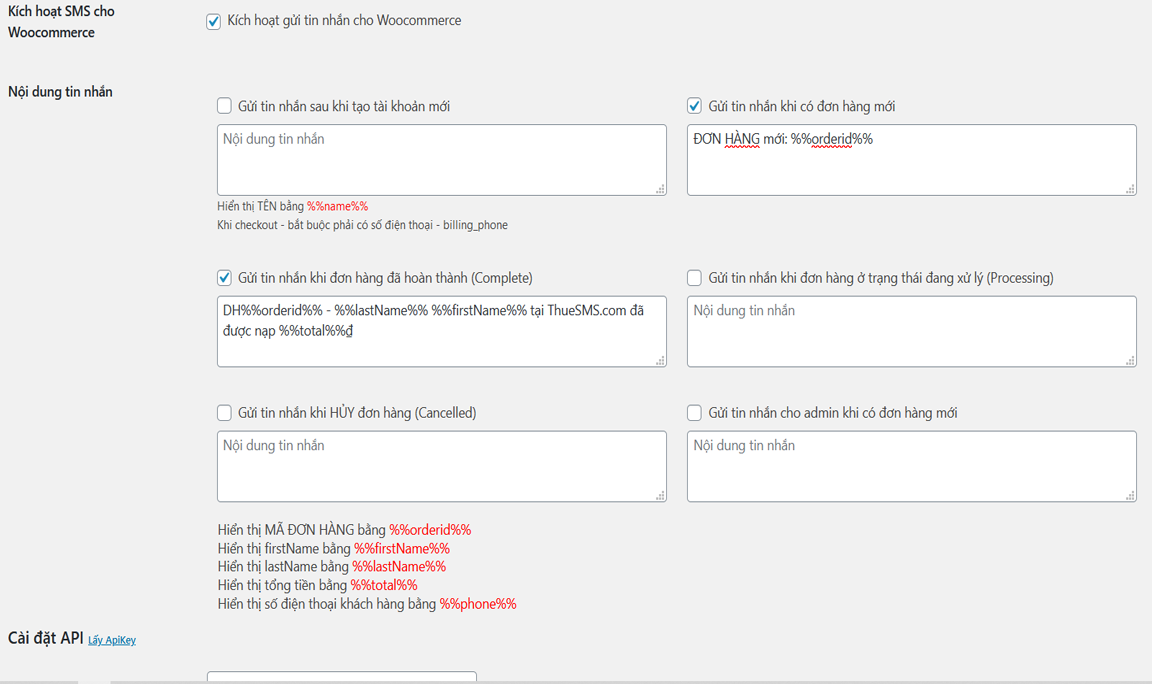 Kích hoạt SMS cho
Woocommerce
Kích hoạt gửi tin nhắn cho Woocommerce
Nội dung tin nhắn
Gửi tin nhắn sau khi tạo tài khoản mới
Gửi tin nhắn khi có đơn hàng mới
Nội dung tin nhắn
ĐƠN HÀNG mới: %%orderid%%
Hiển thị TÊN bằng %%name%%
Khi checkout - bắt buộc phải có số điện thoại - billing_phone
Gửi tin nhắn khi đơn hàng đã hoàn thành (Complete)
Gửi tin nhắn khi đơn hàng ở trạng thái đang xử lý (Processing)
DH%%orderid%% - %%lastName%% %%firstName%% tại ThueSMS.com đã
được nạp %%total%%₫
Nội dung tin nhắn
Gửi tin nhắn khi HỦY đơn hàng (Cancelled)
Gửi tin nhắn cho admin khi có đơn hàng mới
Nội dung tin nhắn
Nội dung tin nhắn
Hiển thị MÃ ĐƠN HÀNG bằng %%orderid%%
Hiển thị firstName bằng %%firstName%%
Hiển thị lastName bằng %%lastName%%
Hiển thị tổng tiền bằng %%total%%
Hiển thị số điện thoại khách hàng bằng %%phone%%
Cài đặt API Lấy ApiKey